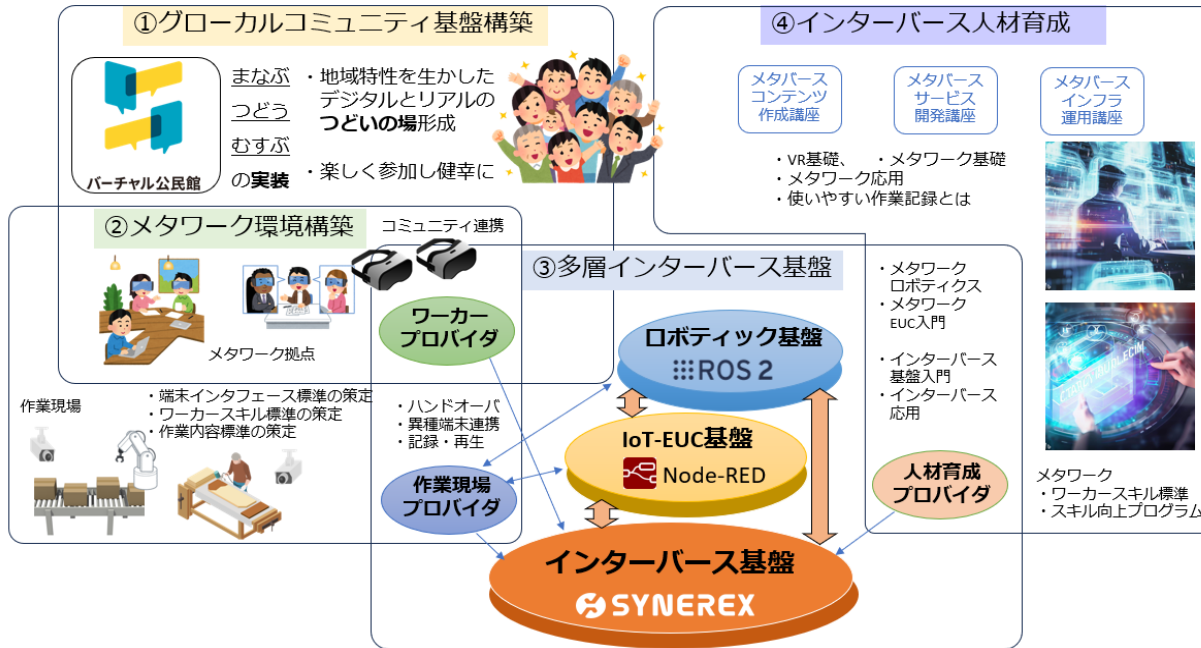 ①グローカルコミュニティ基盤構築
まなぶ
つどう
むすぶ
の実装
バーチャル公民館
・地域特性を生かした
デジタルとリアルの
つどいの場形成
・楽しく参加し健幸に
④インターバース人材育成
メタバース
コンテンツ
作成講座
メタバース
サービス
開発講座
メタバース
インフラ
運用講座
・VR基礎、 ・メタワーク基礎
・メタワーク応用
・使いやすい作業記録とは
②メタワーク環境構築
コミュニティ連携
メタワーク拠点
作業現場
・端末インタフェース標準の策定
・ワーカースキル標準の策定
・作業内容標準の策定
③多層インターバース基盤
ワーカー
プロバイダ
・ハンドオーバ
・異種端末連携
・記録・再生
作業現場
プロバイダ
ロボティック基盤
ROS 2
IoT-EUC基盤
Node-RED
インターバース基盤
SYNEREX
・メタワーク
ロボティクス
・メタワーク
EUC入門
・インターバース
基盤入門
・インターバース
応用
人材育成
プロバイダ
メタワーク
・ワーカースキル標準
・スキル向上プログラム